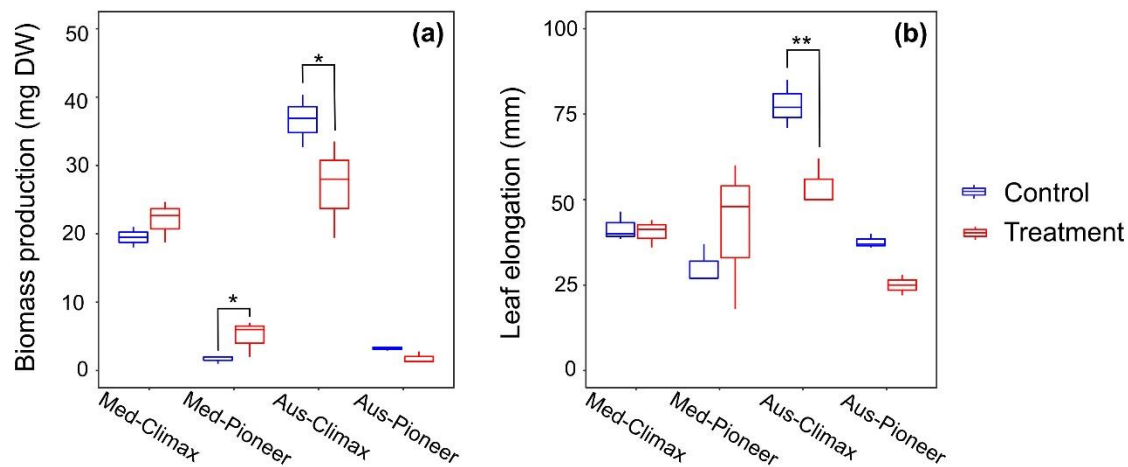 (a)
Biomass production (mg DW)
50
40
30
20
10
0
*
*
Med-Climax
Med-Pioneer
Aus-Climax
Aus-Pioneer
(b)
Leaf elongation (mm)
100
75
50
25
0
**
Med-Climax
Med-Pioneer
Aus-Climax
Aus-Pioneer
Control
Treatment